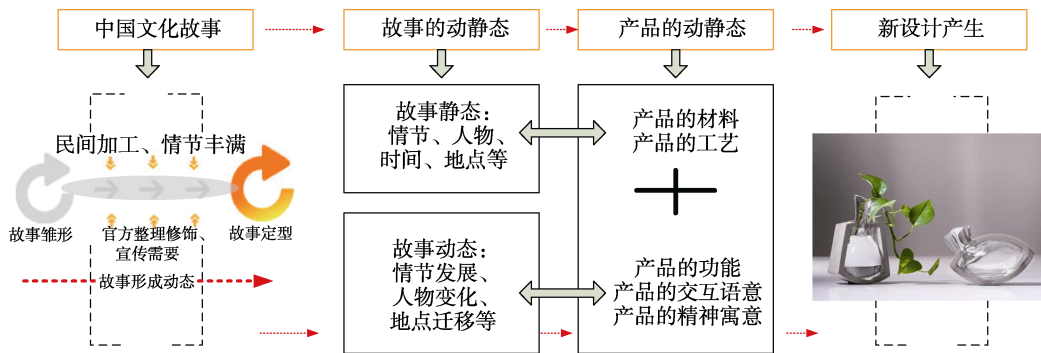 中国文化故事
故事的动静态
产品的动静态
新设计产生
民间加工、情节丰满
故事雏形
官方整理修饰、
宣传需要
故事定型
故事形成动态
故事静态：
情节、人物、
时间、地点等
故事动态：
情节发展、
人物变化、
地点迁移等
产品的材料
产品的工艺
产品的功能
产品的交互语意
产品的精神寓意